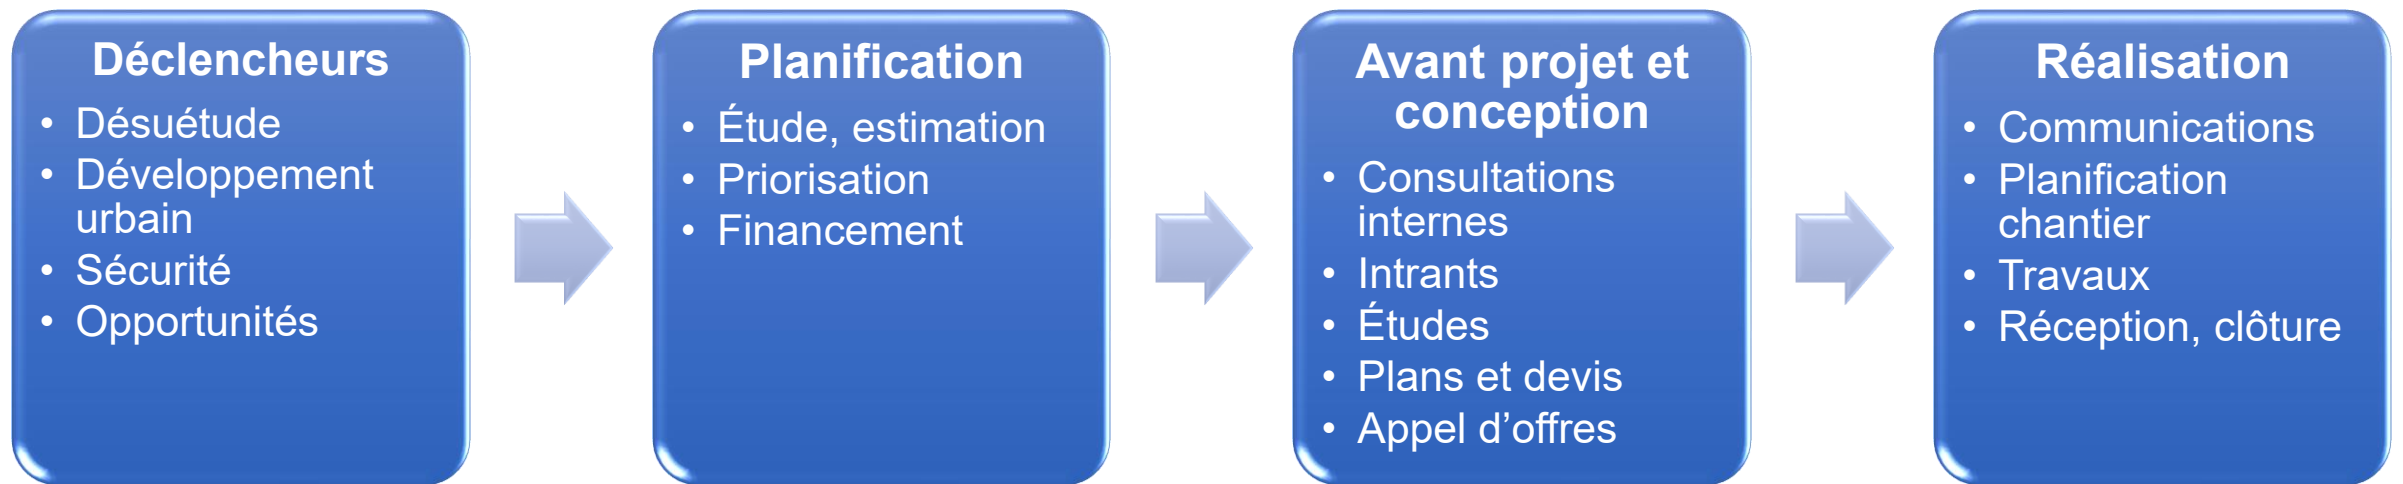 Déclencheurs
• Désuétude
• Développement
urbain
• Sécurité
• Opportunités
Planification
• Étude, estimation
• Priorisation
• Financement
Avant projet et
conception
• Consultations
internes
• Intrants
• Études
• Plans et devis
• Appel d’offres
Réalisation
• Communications
• Planification
chantier
• Travaux
• Réception, clôture